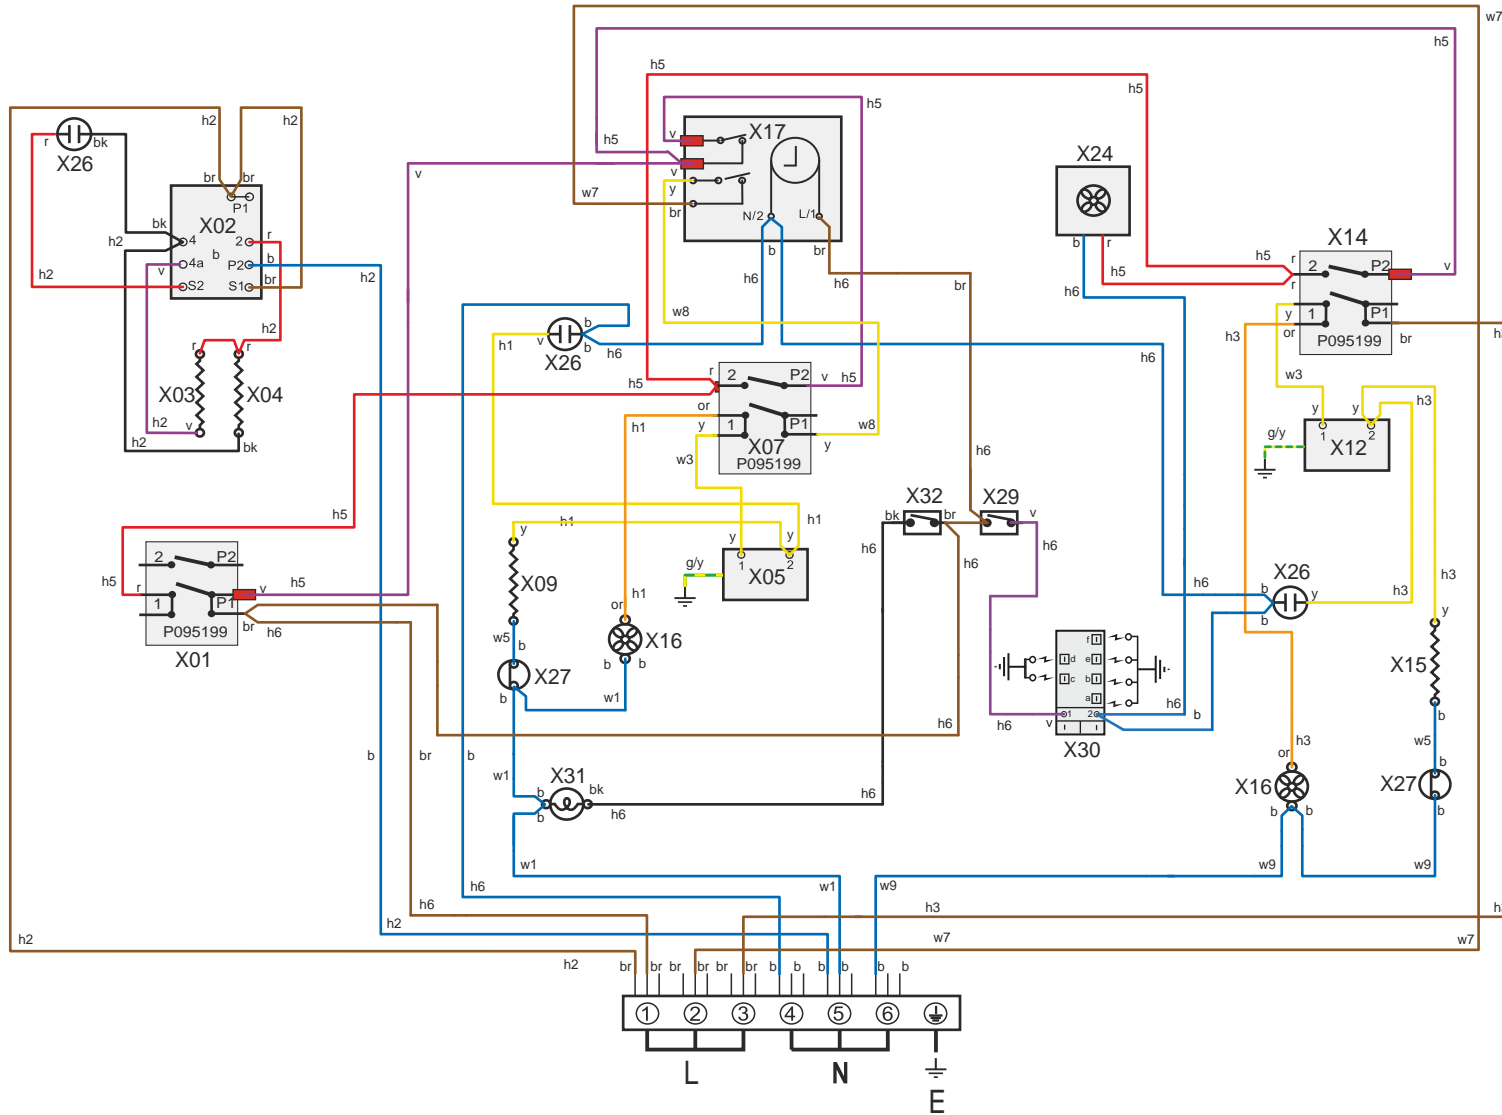 w7
h5
h5
h5
h5
h2 h2
r bk
X26
v X17
h5
v
y
w7
br
N/2 L/1
b br
h6 h6
br
X24
b r
h5
h6
X14
h5 r
r
2 P2 v
y 1 P1
or
P095199
br
h3
h3
br br
P1
X02
bk
4 2 r
b
4a P2 b
v
S2 S1 br
h2
h2
h2
h2
r r
X03 X04
h2 v
h2 bk
v
w8
b
v b
h1 X26 h6
h6
r 2 P2 v h5
h5
or
h1
1 P1
y
w8
y
w3
X07
P095199
w3
y y
h3
g/y
1 2
X12
h5
2 P2
h5 r
1 P1
v h5
br
h6
P095199
X01
h6
X32 X29
bk br v
h6 h6
h6
y h1 h1
y y
1 2
g/y
X05
X09
w5 b
h1
or
X16
b b
X27
w1
b
h6
b
X26
y
b
h3
h3
y
X15
b
f
d e
c b
a
v 1 2
h6
X30
h6
b
h6
w5
b
X27
b
h3
or
X16
b b
b br b
w1
X31
b bk
b
h6
h6
w1
w1
w9
w9
w9
h6
h6
h2
h3
h3
w7
w7
h2
h2
br br br br br br b b b b b b
1 2 3 4 5 6
L N
E